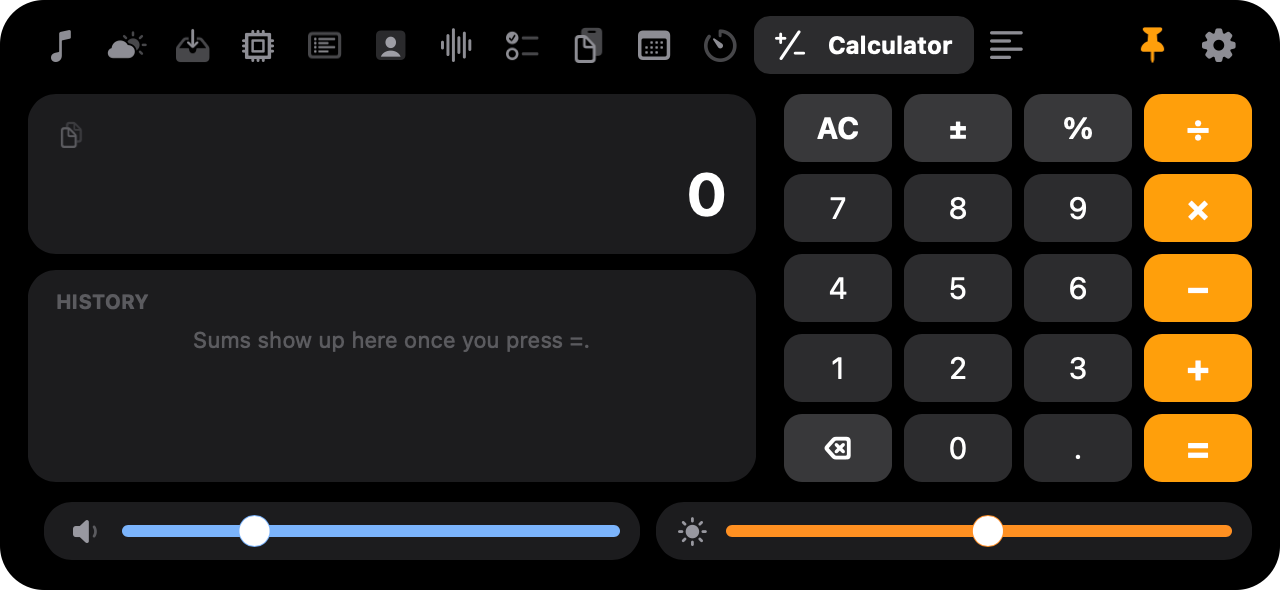 Calculator
0
HISTORY
Sums show up here once you press =.
AC ± % ÷
7 8 9 ×
4 5 6 −
1 2 3 +
0 . =